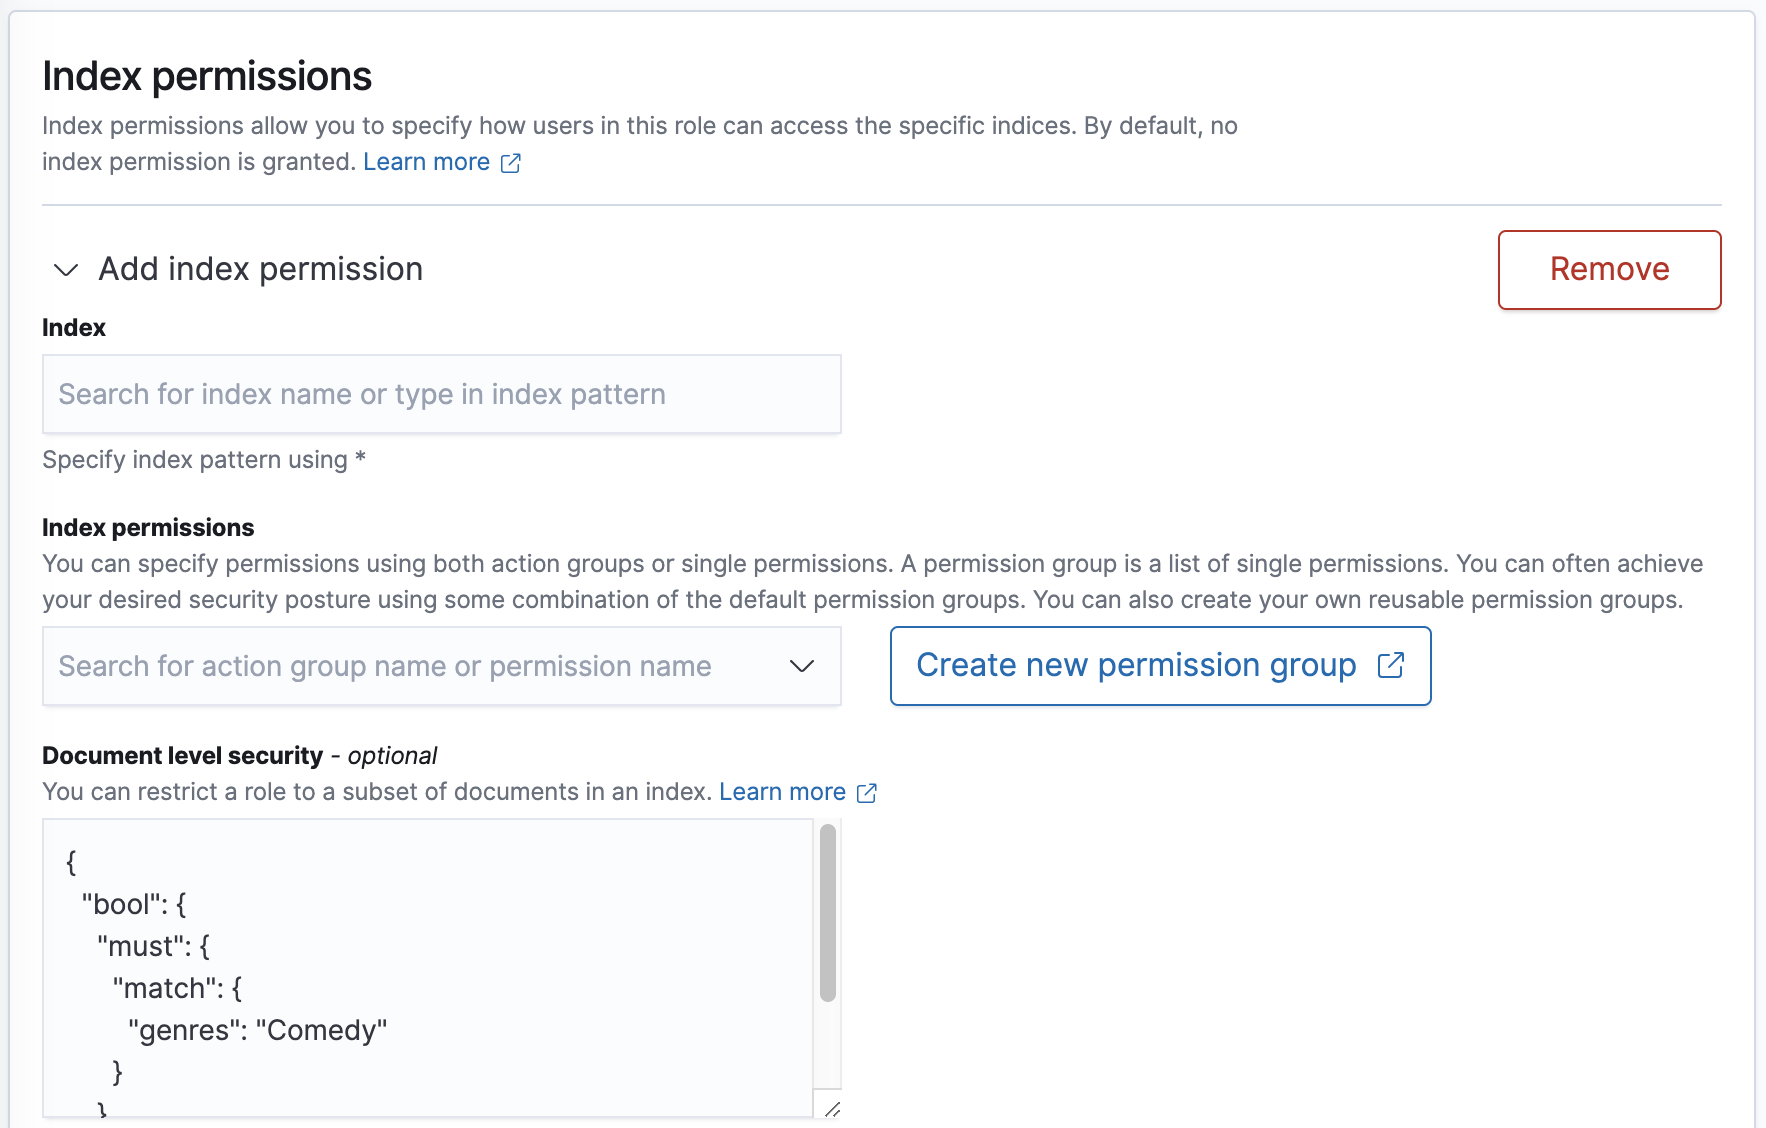 Index permissions
Index permissions allow you to specify how users in this role can access the specific indices. By default, no
index permission is granted. Learn more
Add index permission
Remove
Index
Search for index name or type in index pattern
Specify index pattern using *
Index permissions
You can specify permissions using both action groups or single permissions. A permission group is a list of single permissions. You can often achieve
your desired security posture using some combination of the default permission groups. You can also create your own reusable permission groups.
Search for action group name or permission name
Create new permission group
Document level security - optional
You can restrict a role to a subset of documents in an index. Learn more
{
"bool": {
"must": {
"match": {
"genres": "Comedy"
}
}